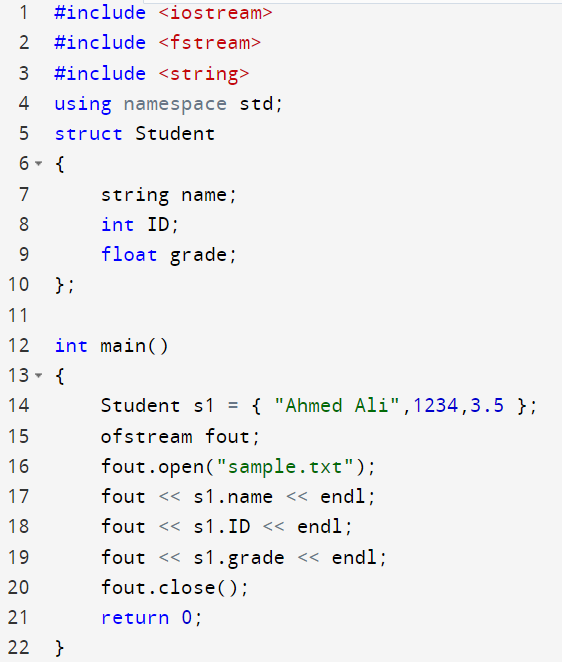 1 #include <iostream>
2 #include <fstream>
3 #include <string>
4 using namespace std;
5 struct Student
6 {
7     string name;
8     int ID;
9     float grade;
10 };
11
12 int main()
13 {
14     Student s1 = { "Ahmed Ali",1234,3.5 };
15     ofstream fout;
16     fout.open("sample.txt");
17     fout << s1.name << endl;
18     fout << s1.ID << endl;
19     fout << s1.grade << endl;
20     fout.close();
21     return 0;
22 }